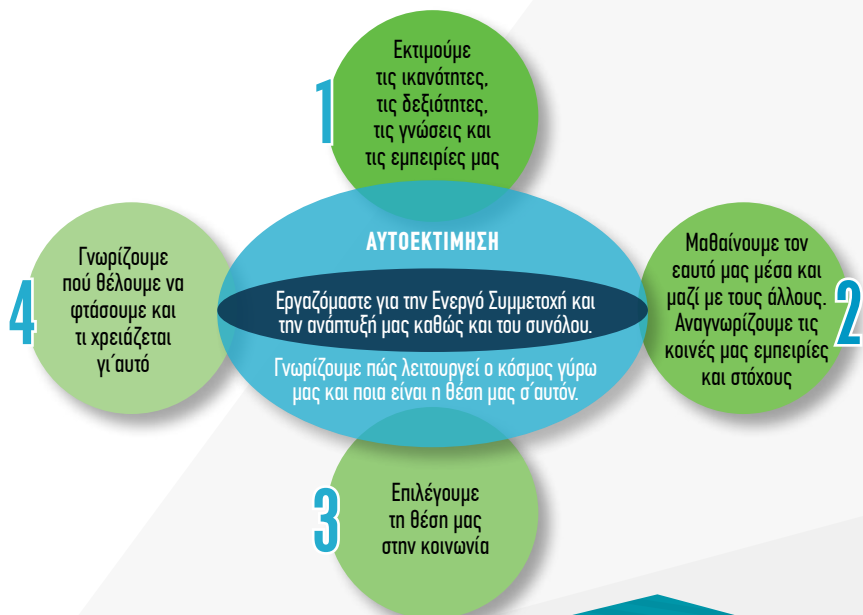 1
Εκτιμούμε
τις ικανότητες,
τις δεξιότητες,
τις γνώσεις και
τις εμπειρίες μας
ΑΥΤΟΕΚΤΙΜΗΣΗ
Εργαζόμαστε για την Ενεργό Συμμετοχή και
την ανάπτυξή μας καθώς και του συνόλου.
Γνωρίζουμε πώς λειτουργεί ο κόσμος γύρω
μας και ποια είναι η θέση μας σ΄αυτόν.
2
Μαθαίνουμε τον
εαυτό μας μέσα και
μαζί με τους άλλους.
Αναγνωρίζουμε τις
κοινές μας εμπειρίες
και στόχους
3
Επιλέγουμε
τη θέση μας
στην κοινωνία
4
Γνωρίζουμε
πού θέλουμε να
φτάσουμε και
τι χρειάζεται
γι΄αυτό